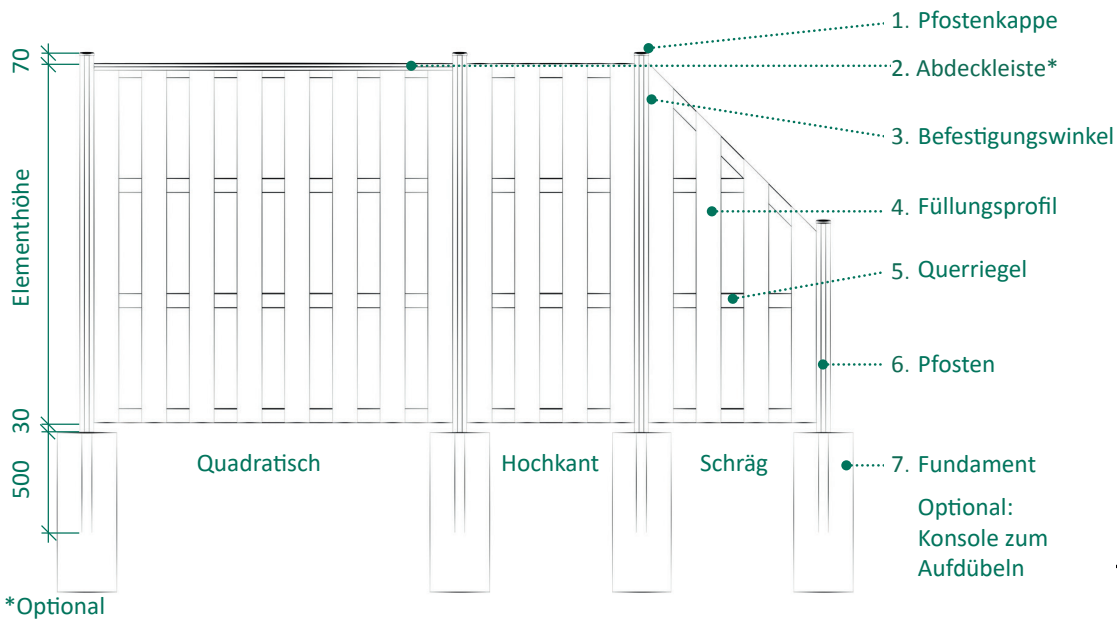 70
Elementhöhe
30
500
Quadratisch
Hochkant
Schräg
1. Pfostenkappe
2. Abdeckleiste*
3. Befestigungswinkel
4. Füllungsprofil
5. Querriegel
6. Pfosten
7. Fundament
Optional:
Konsole zum
Aufdübeln
*Optional